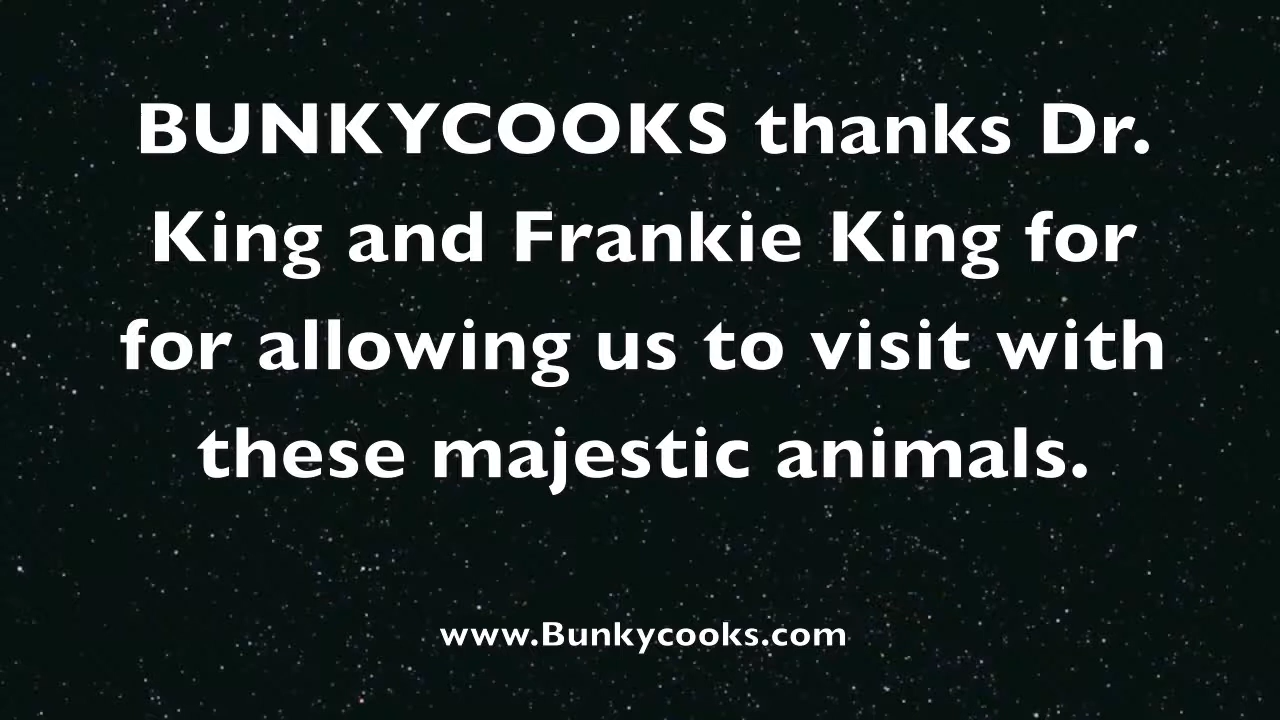 BUNKYCOOKS thanks Dr.
King and Frankie King for
for allowing us to visit with
these majestic animals.
www.Bunkycooks.com